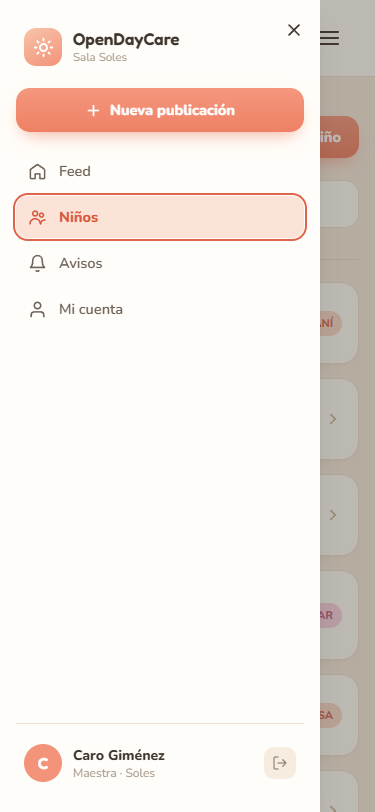 OpenDayCare
Sala Soles
Nueva publicación
Feed
Niños
Avisos
Mi cuenta
C
Caro Giménez
Maestra · Soles